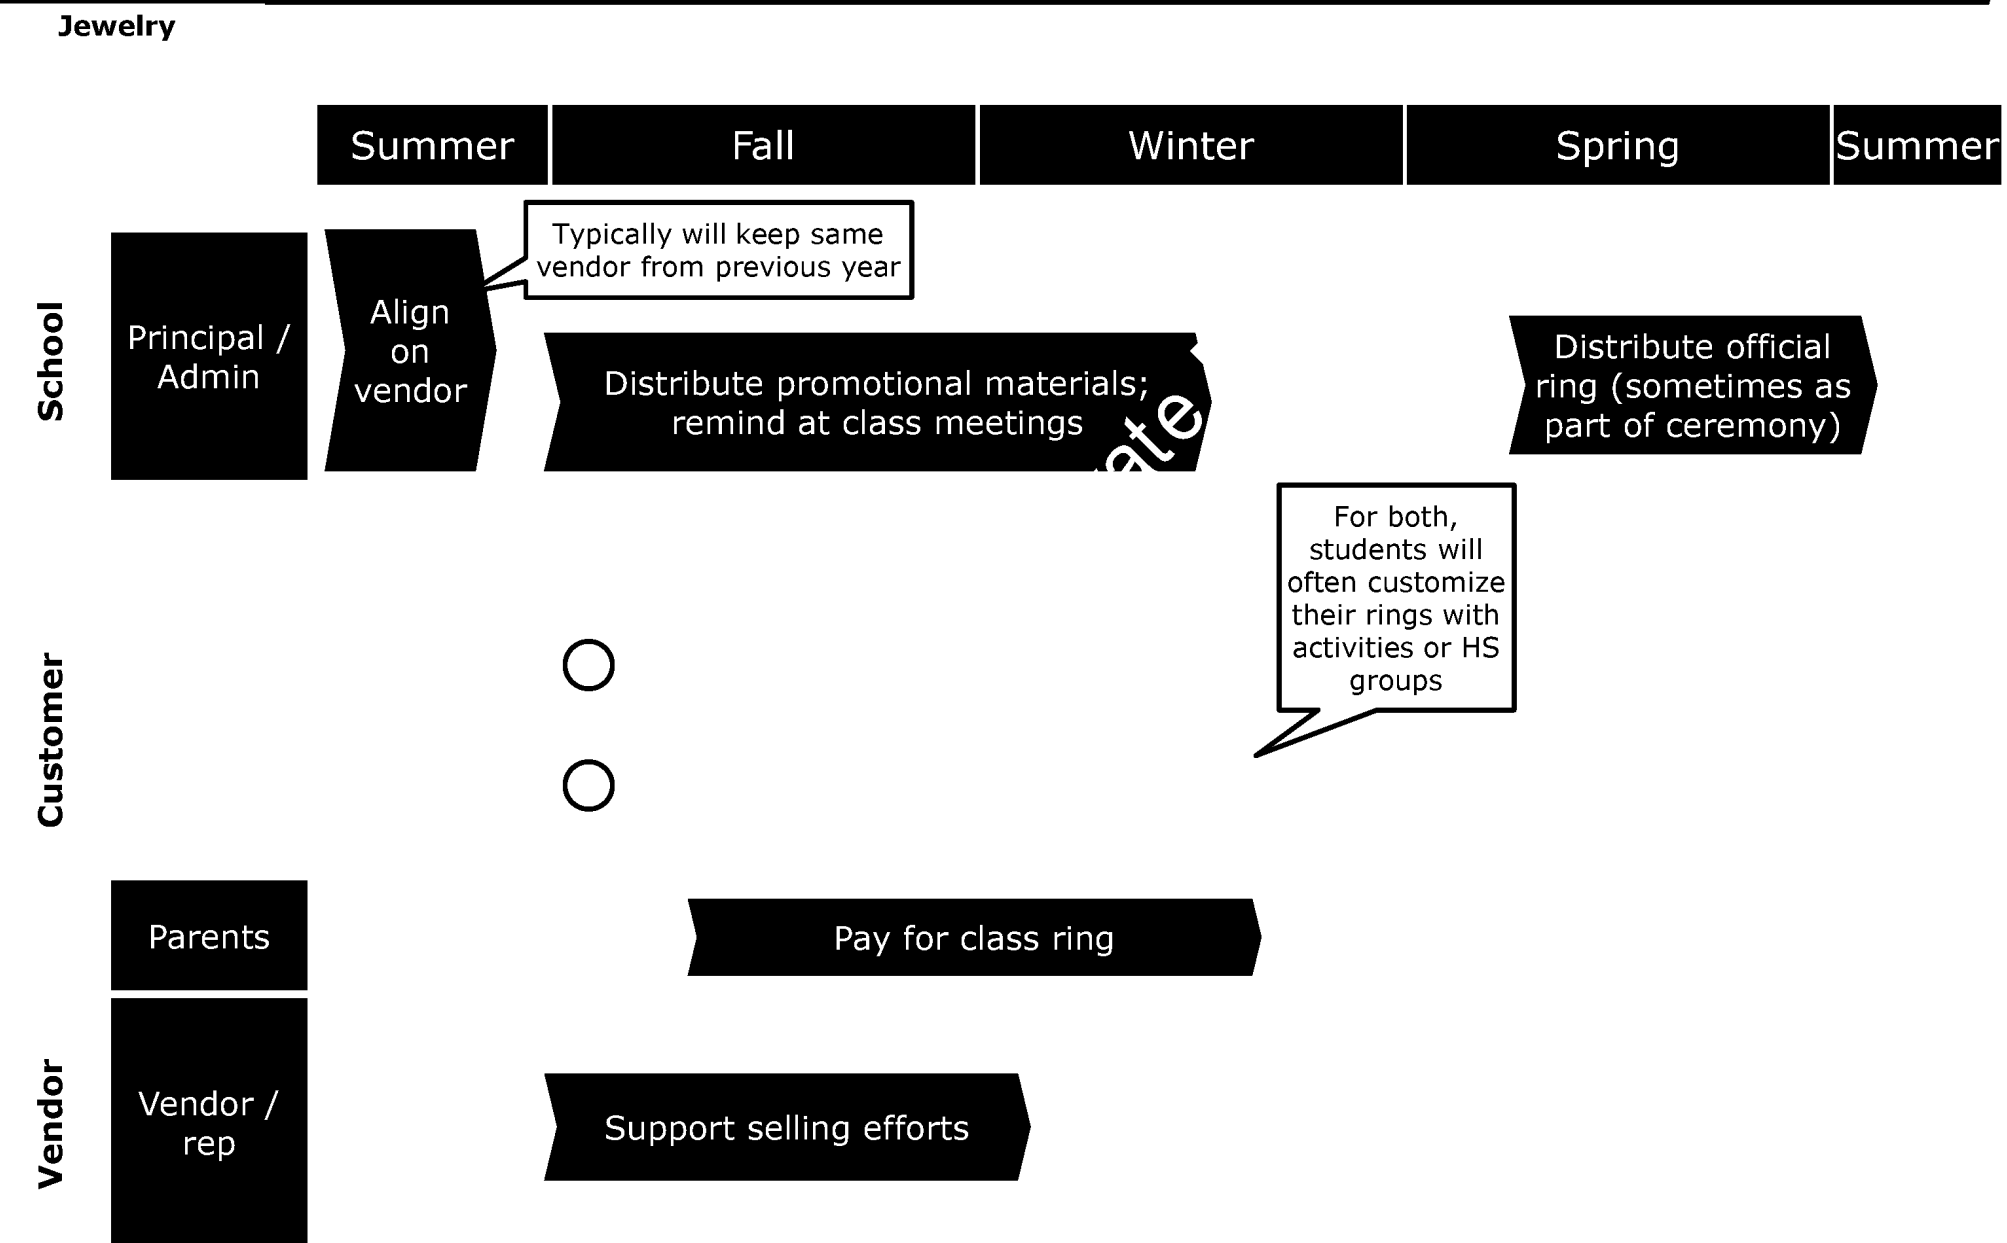 Jewelry
Summer
Fall
Winter
Spring
Summer
School
Principal /
Admin
Align
on
vendor
Typically will keep same
vendor from previous year
Distribute promotional materials;
remind at class meetings
Distribute official
ring (sometimes as
part of ceremony)
Customer
For both,
students will
often customize
their rings with
activities or HS
groups
Parents
Pay for class ring
Vendor
Vendor /
rep
Support selling efforts